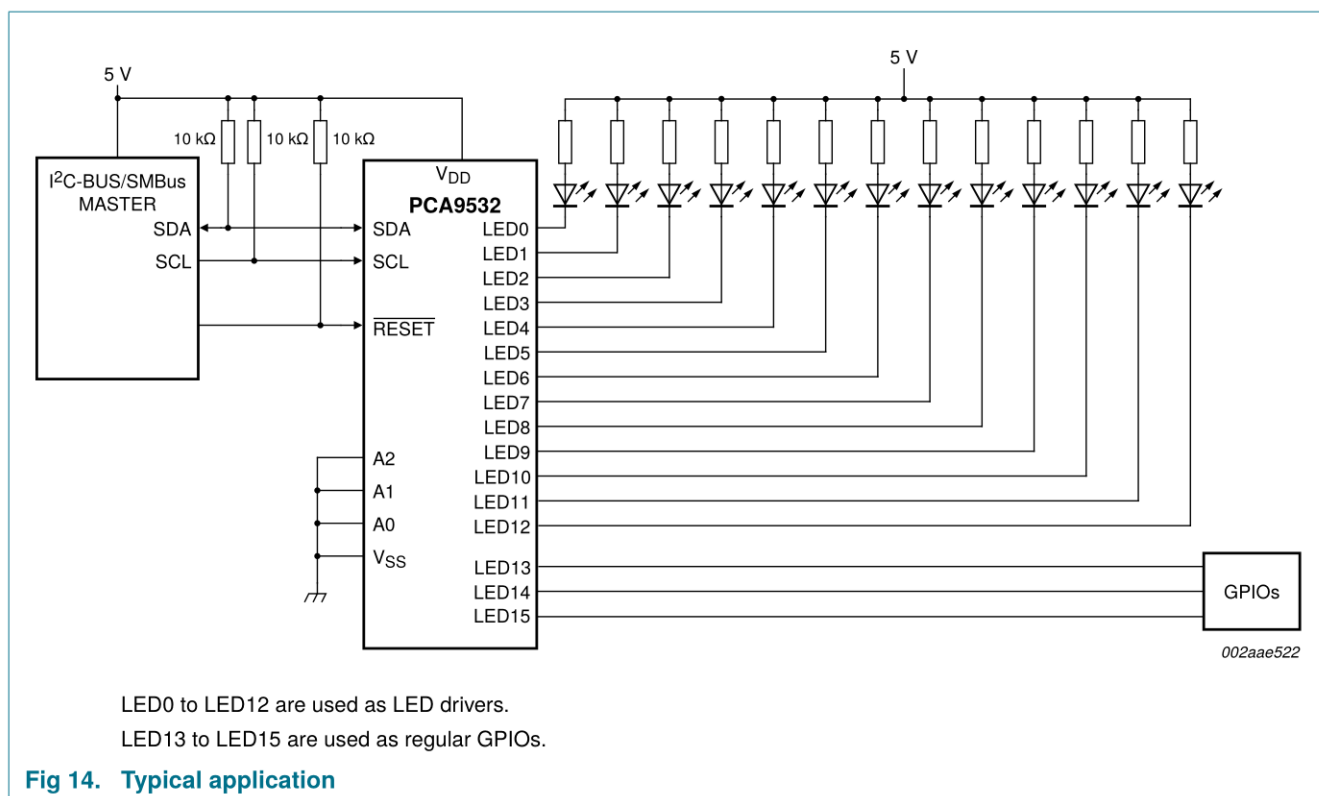 5 V
5 V
10 kΩ
10 kΩ
10 kΩ
I²C-BUS/SMBus
MASTER
SDA
SCL
VDD
PCA9532
SDA
SCL
RESET
A2
A1
A0
VSS
LED0
LED1
LED2
LED3
LED4
LED5
LED6
LED7
LED8
LED9
LED10
LED11
LED12
LED13
LED14
LED15
GPIOs
002aae522
LED0 to LED12 are used as LED drivers.
LED13 to LED15 are used as regular GPIOs.
Fig 14. Typical application